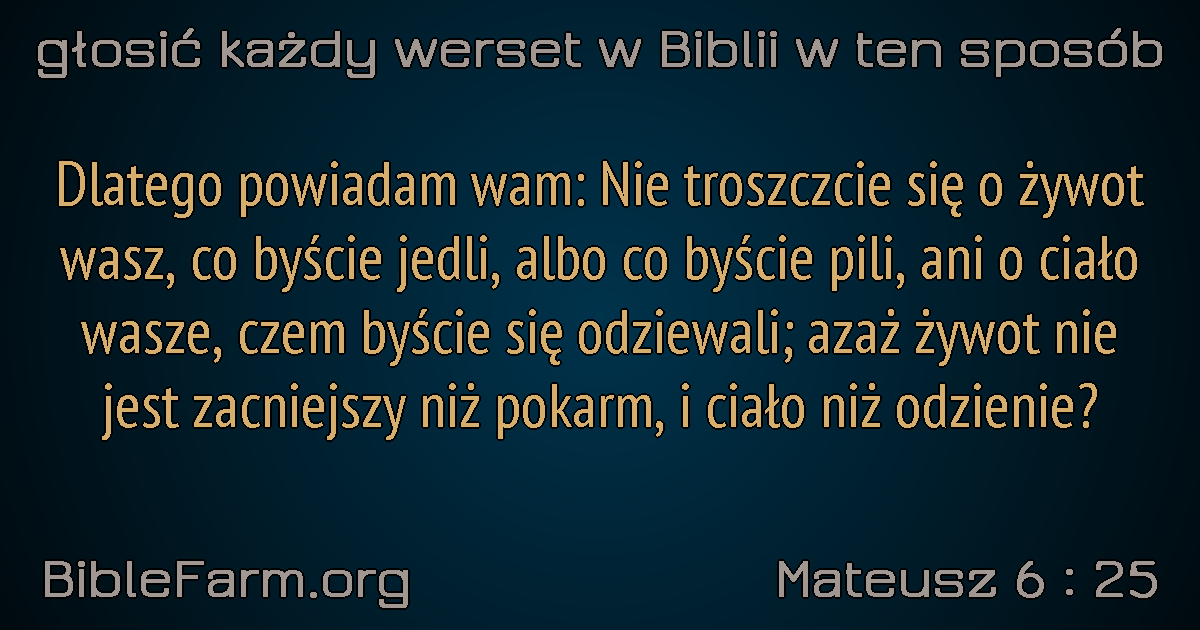 głosić każdy werset w Biblii w ten sposób
Dlatego powiadam wam: Nie troszczcie się o żywot
wasz, co byście jedli, albo co byście pili, ani o ciało
wasze, czem byście się odziewali; azaż żywot nie
jest zacniejszy niż pokarm, i ciało niż odzienie?
BibleFarm.org
Mateusz 6 : 25